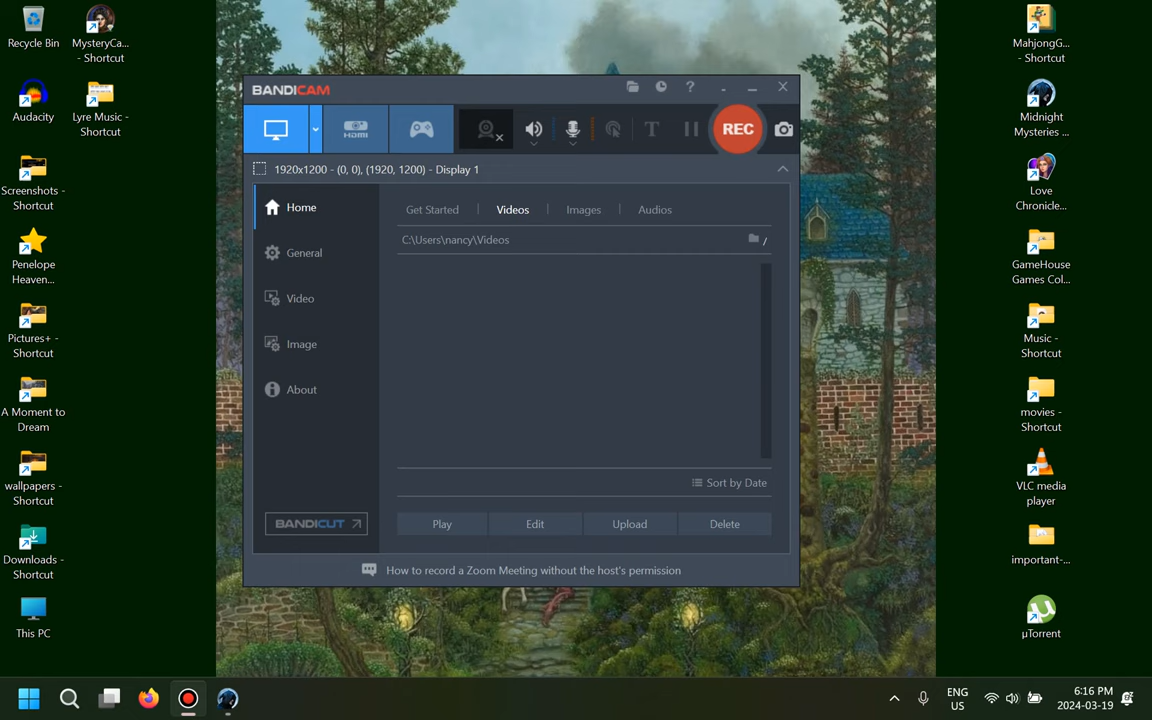 Recycle Bin
MysteryCa...
- Shortcut
Audacity
Lyre Music -
Shortcut
Screenshots -
Shortcut
Penelope
Heaven...
Pictures+ -
Shortcut
A Moment to
Dream
wallpapers -
Shortcut
Downloads -
Shortcut
This PC
BANDICAM
?
HDMI
T
REC
1920x1200 - (0, 0), (1920, 1200) - Display 1
Home
General
Video
Image
About
BANDICUT
Get Started
Videos
Images
Audios
C:\Users\nancy\Videos
/
Sort by Date
Play
Edit
Upload
Delete
How to record a Zoom Meeting without the host's permission
MahjongG...
- Shortcut
Midnight
Mysteries ...
Love
Chronicle...
GameHouse
Games Col...
Music -
Shortcut
movies -
Shortcut
VLC media
player
important-...
µTorrent
ENG
US
6:16 PM
2024-03-19